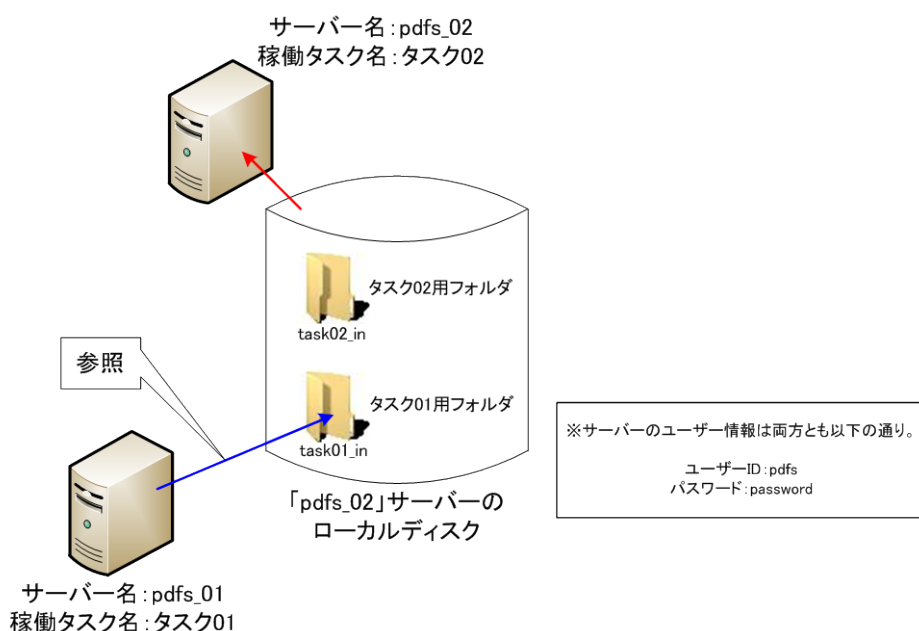 サーバー名:pdfs_02
稼働タスク名:タスク02
タスク02用フォルダ
task02_in
参照
タスク01用フォルダ
task01_in
※サーバーのユーザー情報は両方とも以下の通り。
ユーザーID:pdfs
パスワード:password
「pdfs_02」サーバーの
ローカルディスク
サーバー名:pdfs_01
稼働タスク名:タスク01